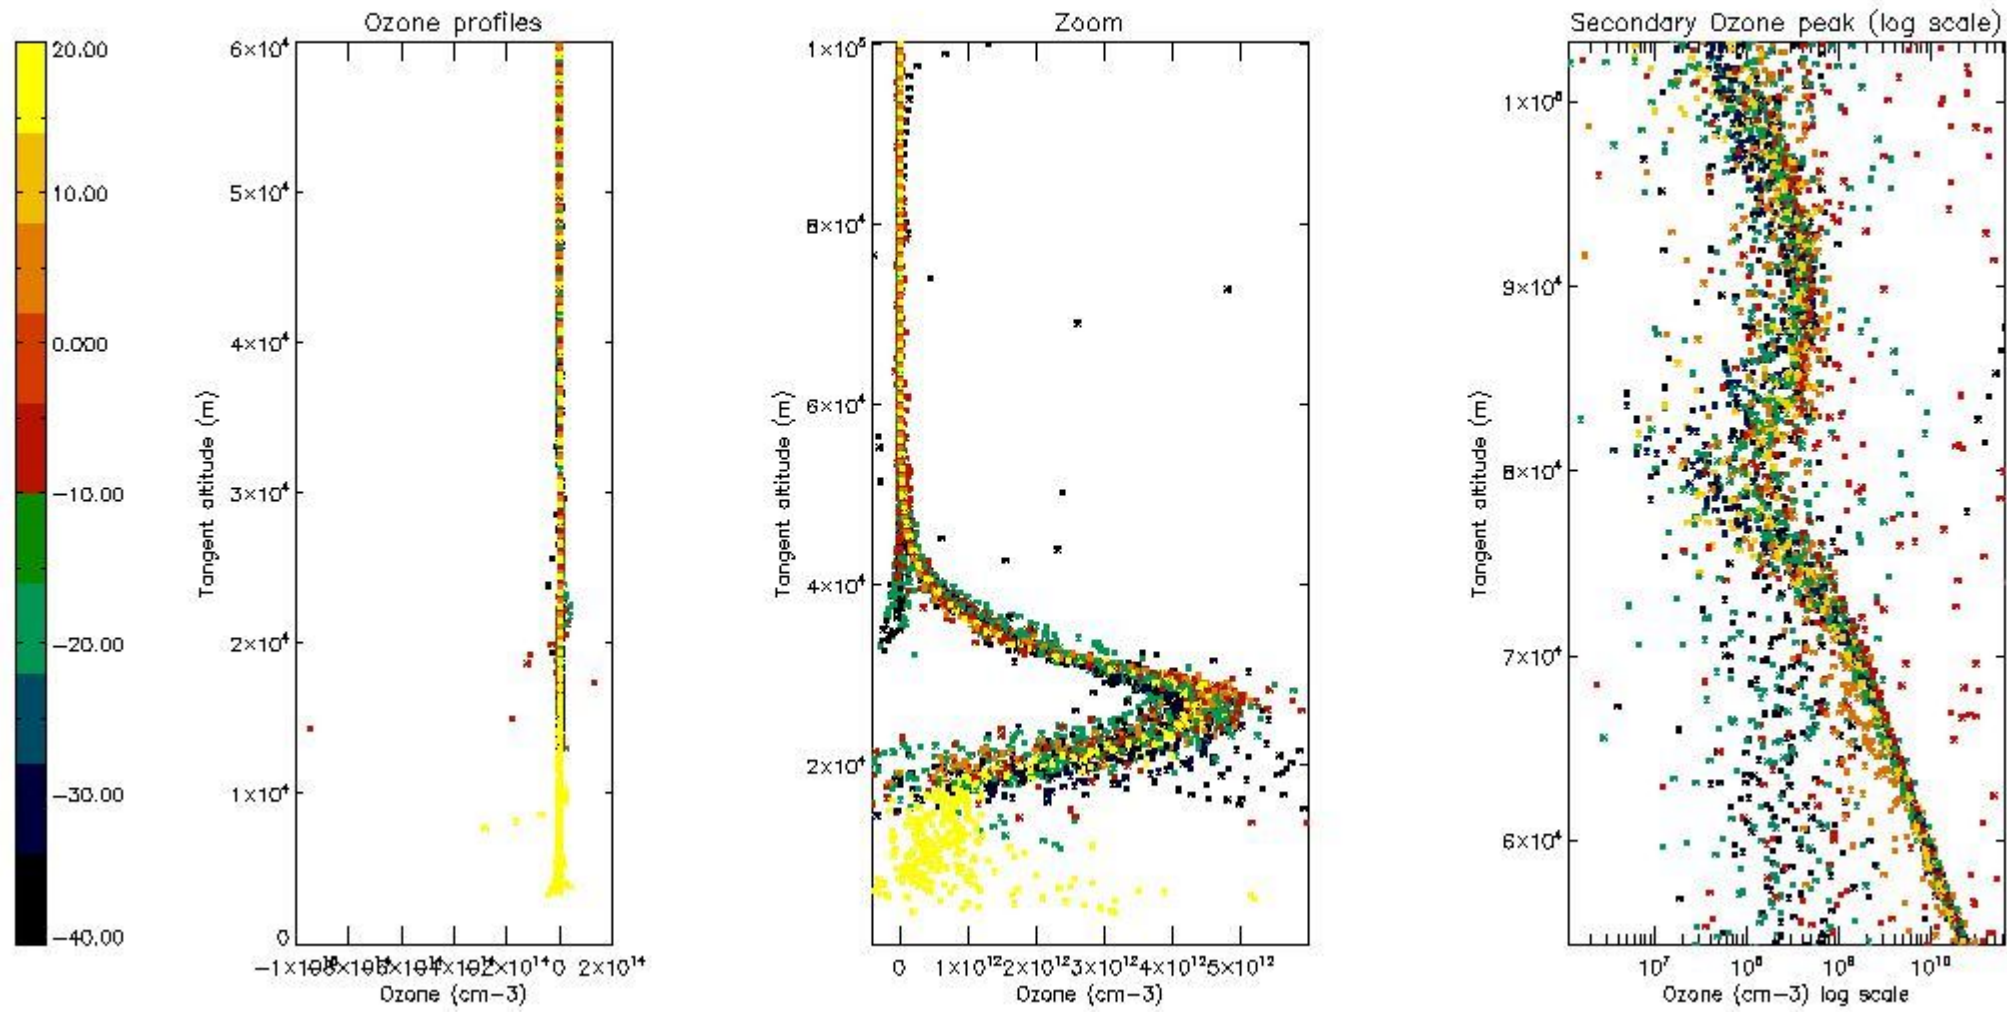 Ozone profiles
Zoom
Secondary Ozone peak (log scale)
20.00
10.00
0.000
−10.00
−20.00
−30.00
−40.00
6×10⁴
5×10⁴
4×10⁴
3×10⁴
2×10⁴
1×10⁴
0
Tangent altitude (m)
2×10¹⁴
0 2×10¹⁴
Ozone (cm−3)
1×10⁵
8×10⁴
6×10⁴
4×10⁴
2×10⁴
Tangent altitude (m)
0 1×10¹² 2×10¹² 3×10¹² 4×10¹² 5×10¹²
Ozone (cm−3)
9×10⁴
8×10⁴
7×10⁴
6×10⁴
Tangent altitude (m)
10⁷ 10⁸ 10⁹ 10¹⁰
Ozone (cm−3) log scale